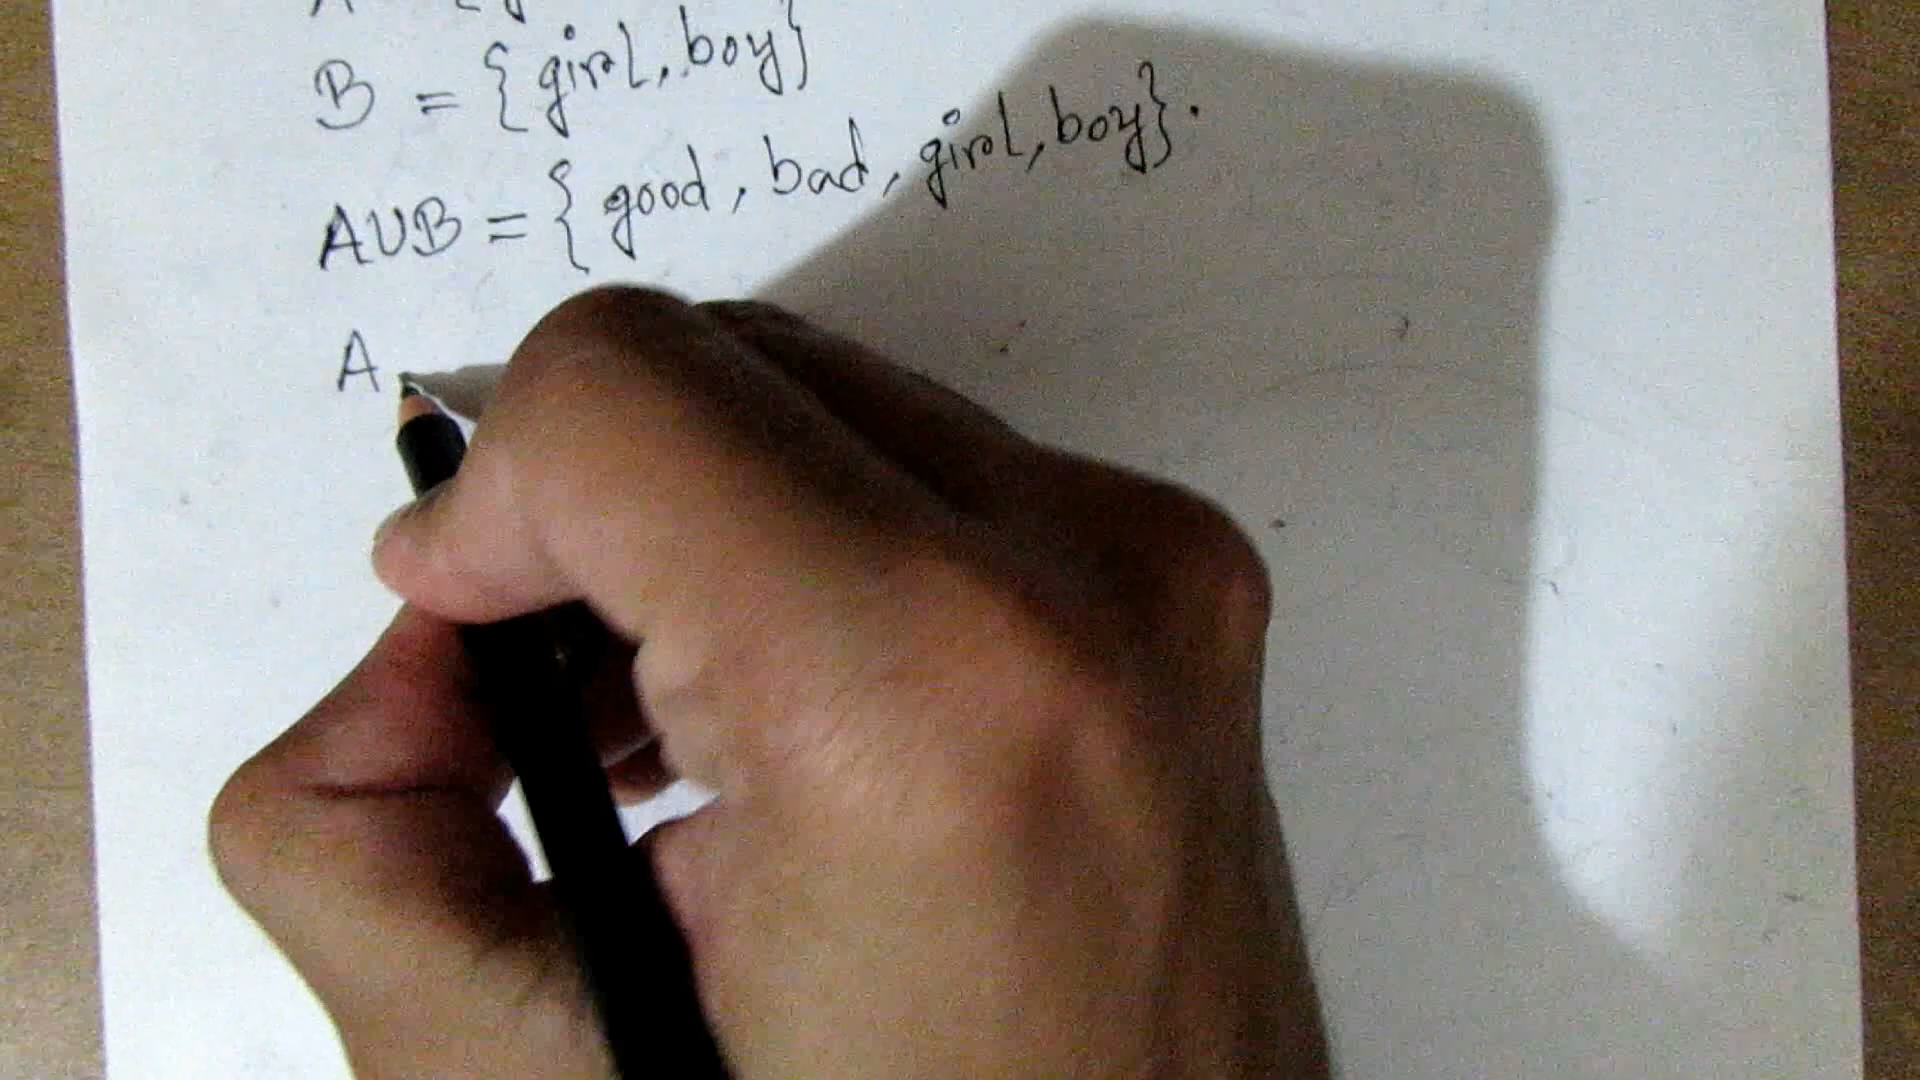 B = {girl, boy}
AUB = {good, bad, girl, boy}.
A